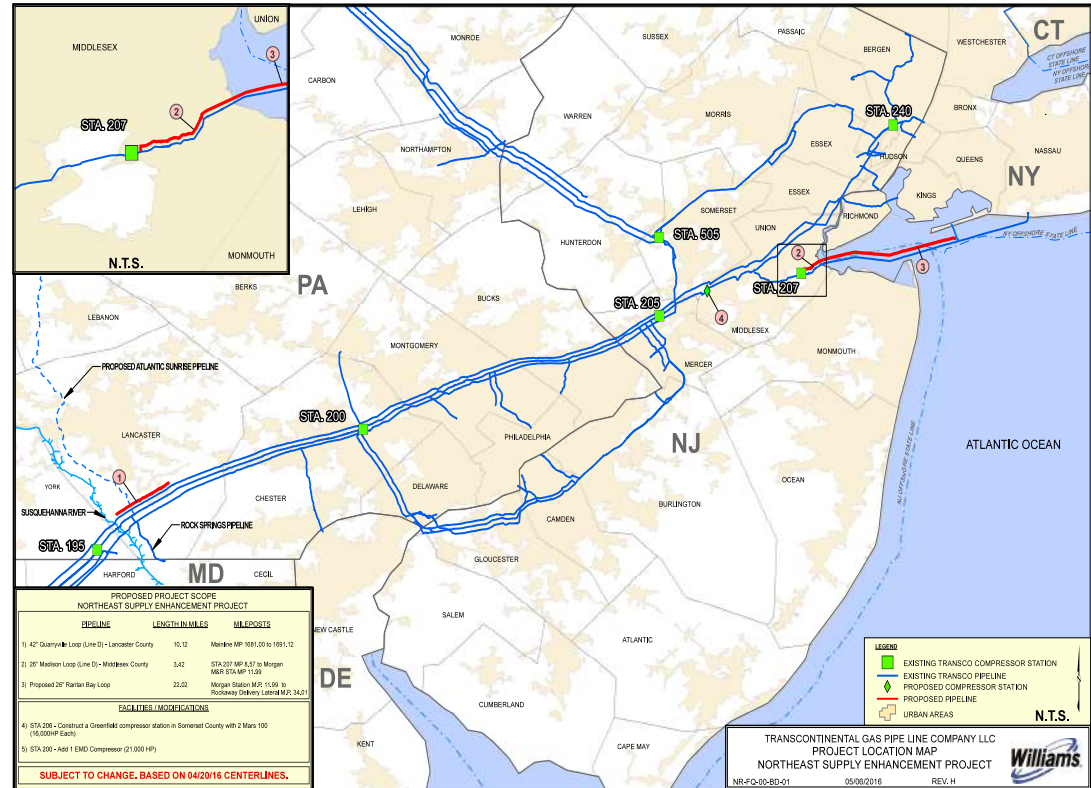 UNION
MIDDLESEX
3
2
STA. 207
MONMOUTH
N.T.S.
MONROE
SUSSEX
PASSAIC
BERGEN
WESTCHESTER
CT
CT OFFSHORE
STATE LINE
NY OFFSHORE
STATE LINE
CARBON
WARREN
MORRIS
STA. 240
BRONX
NORTHAMPTON
ESSEX
HUDSON
QUEENS
NASSAU
NY
LEHIGH
ESSEX
KINGS
SOMERSET
RICHMOND
UNION
HUNTERDON
STA. 505
NY OFFSHORE STATE LINE
2
3
STA. 207
BERKS
PA
BUCKS
STA. 205
4
LEBANON
MIDDLESEX
MONTGOMERY
MONMOUTH
MERCER
PROPOSED ATLANTIC SUNRISE PIPELINE
STA. 200
LANCASTER
PHILADELPHIA
NJ
ATLANTIC OCEAN
1
YORK
CHESTER
DELAWARE
OCEAN
NJ OFFSHORE STATE LINE
BURLINGTON
SUSQUEHANNA RIVER
CAMDEN
ROCK SPRINGS PIPELINE
STA. 195
GLOUCESTER
HARFORD
MD
CECIL
SALEM
NEW CASTLE
ATLANTIC
DE
CUMBERLAND
KENT
CAPE MAY
PROPOSED PROJECT SCOPE
NORTHEAST SUPPLY ENHANCEMENT PROJECT
PIPELINE LENGTH IN MILES MILEPOSTS
1) 42" Quarryville Loop (Line D) - Lancaster County 10.12 Mainline MP 1681.00 to 1691.12
2) 26" Madison Loop (Line D) - Middlesex County 3.42 STA 207 MP 8.57 to Morgan
M&R STA MP 11.99
3) Proposed 26" Raritan Bay Loop 22.02 Morgan Station M.P. 11.99 to
Rockaway Delivery Lateral M.P. 34.01
FACILITIES / MODIFICATIONS
4) STA 206 - Construct a Greenfield compressor station in Somerset County with 2 Mars 100
(16,000HP Each)
5) STA 200 - Add 1 EMD Compressor (21,000 HP)
SUBJECT TO CHANGE. BASED ON 04/20/16 CENTERLINES.
LEGEND
EXISTING TRANSCO COMPRESSOR STATION
EXISTING TRANSCO PIPELINE
PROPOSED COMPRESSOR STATION
PROPOSED PIPELINE
URBAN AREAS
N.T.S.
TRANSCONTINENTAL GAS PIPE LINE COMPANY LLC
PROJECT LOCATION MAP
NORTHEAST SUPPLY ENHANCEMENT PROJECT
NR-FQ-00-BD-01 05/06/2016 REV. H
Williams